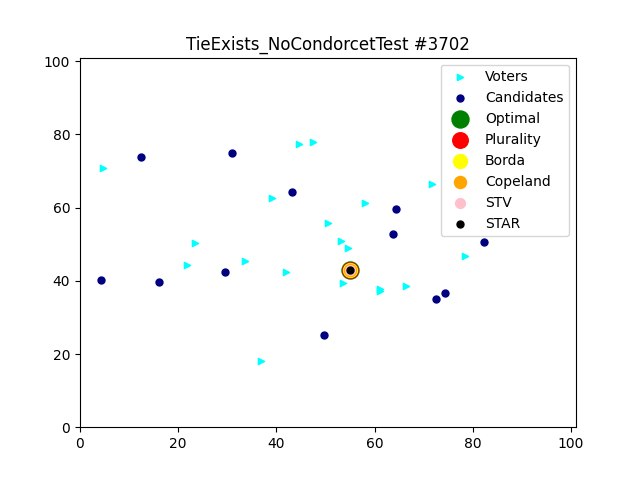 TieExists_NoCondorcetTest #3702
Voters
Candidates
Optimal
Plurality
Borda
Copeland
STV
STAR
100
80
60
40
20
0
0 20 40 60 80 100